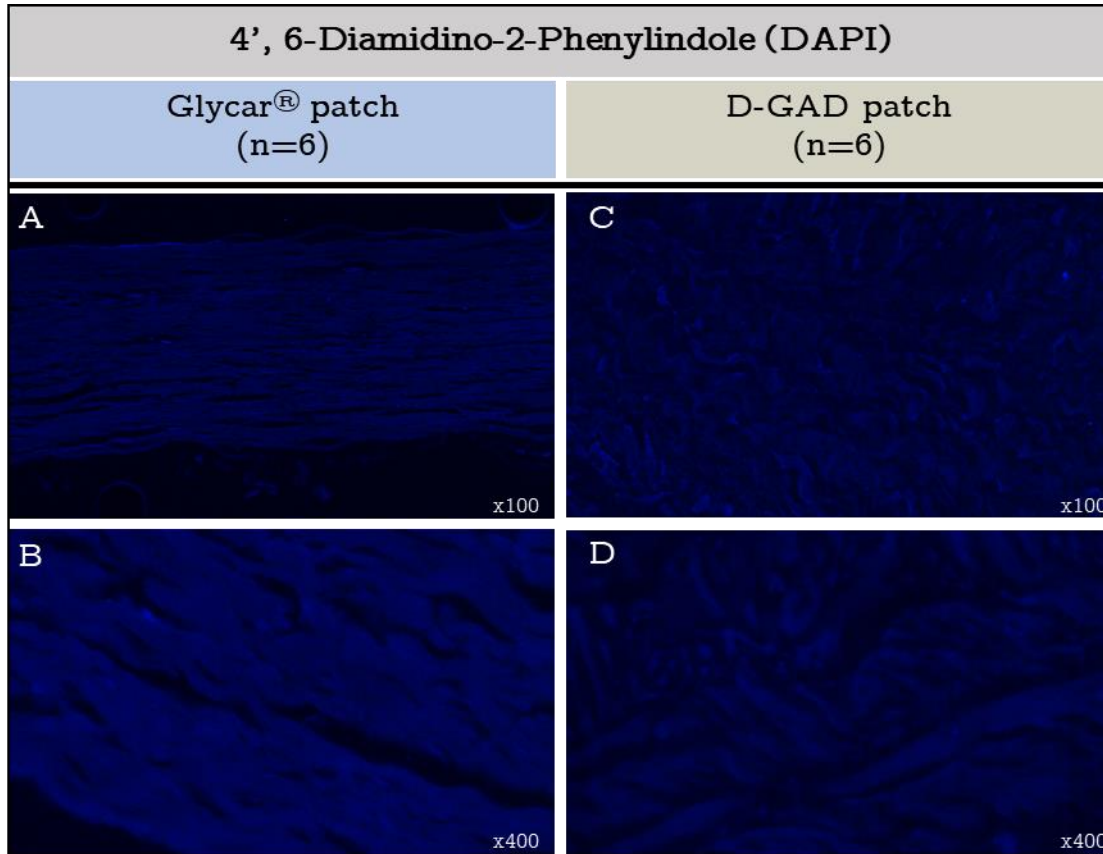 4', 6-Diamidino-2-Phenylindole (DAPI)
Glycar® patch
(n=6)
D-GAD patch
(n=6)
A
x100
C
x100
B
x400
D
x400